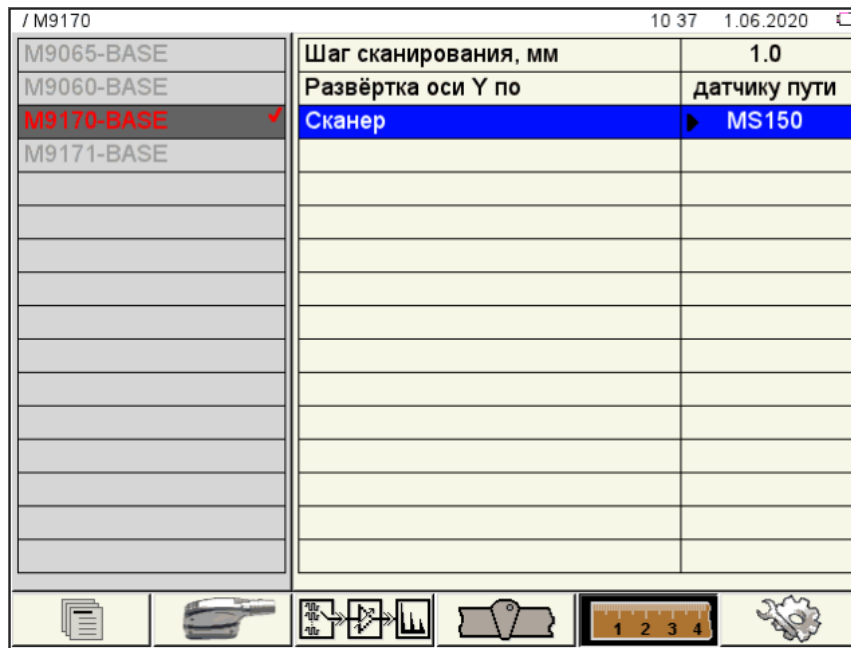 / M9170 10 37 1.06.2020
M9065-BASE
M9060-BASE
M9170-BASE
M9171-BASE
Шаг сканирования, мм 1.0
Развёртка оси Y по датчику пути
Сканер MS150
1 2 3 4